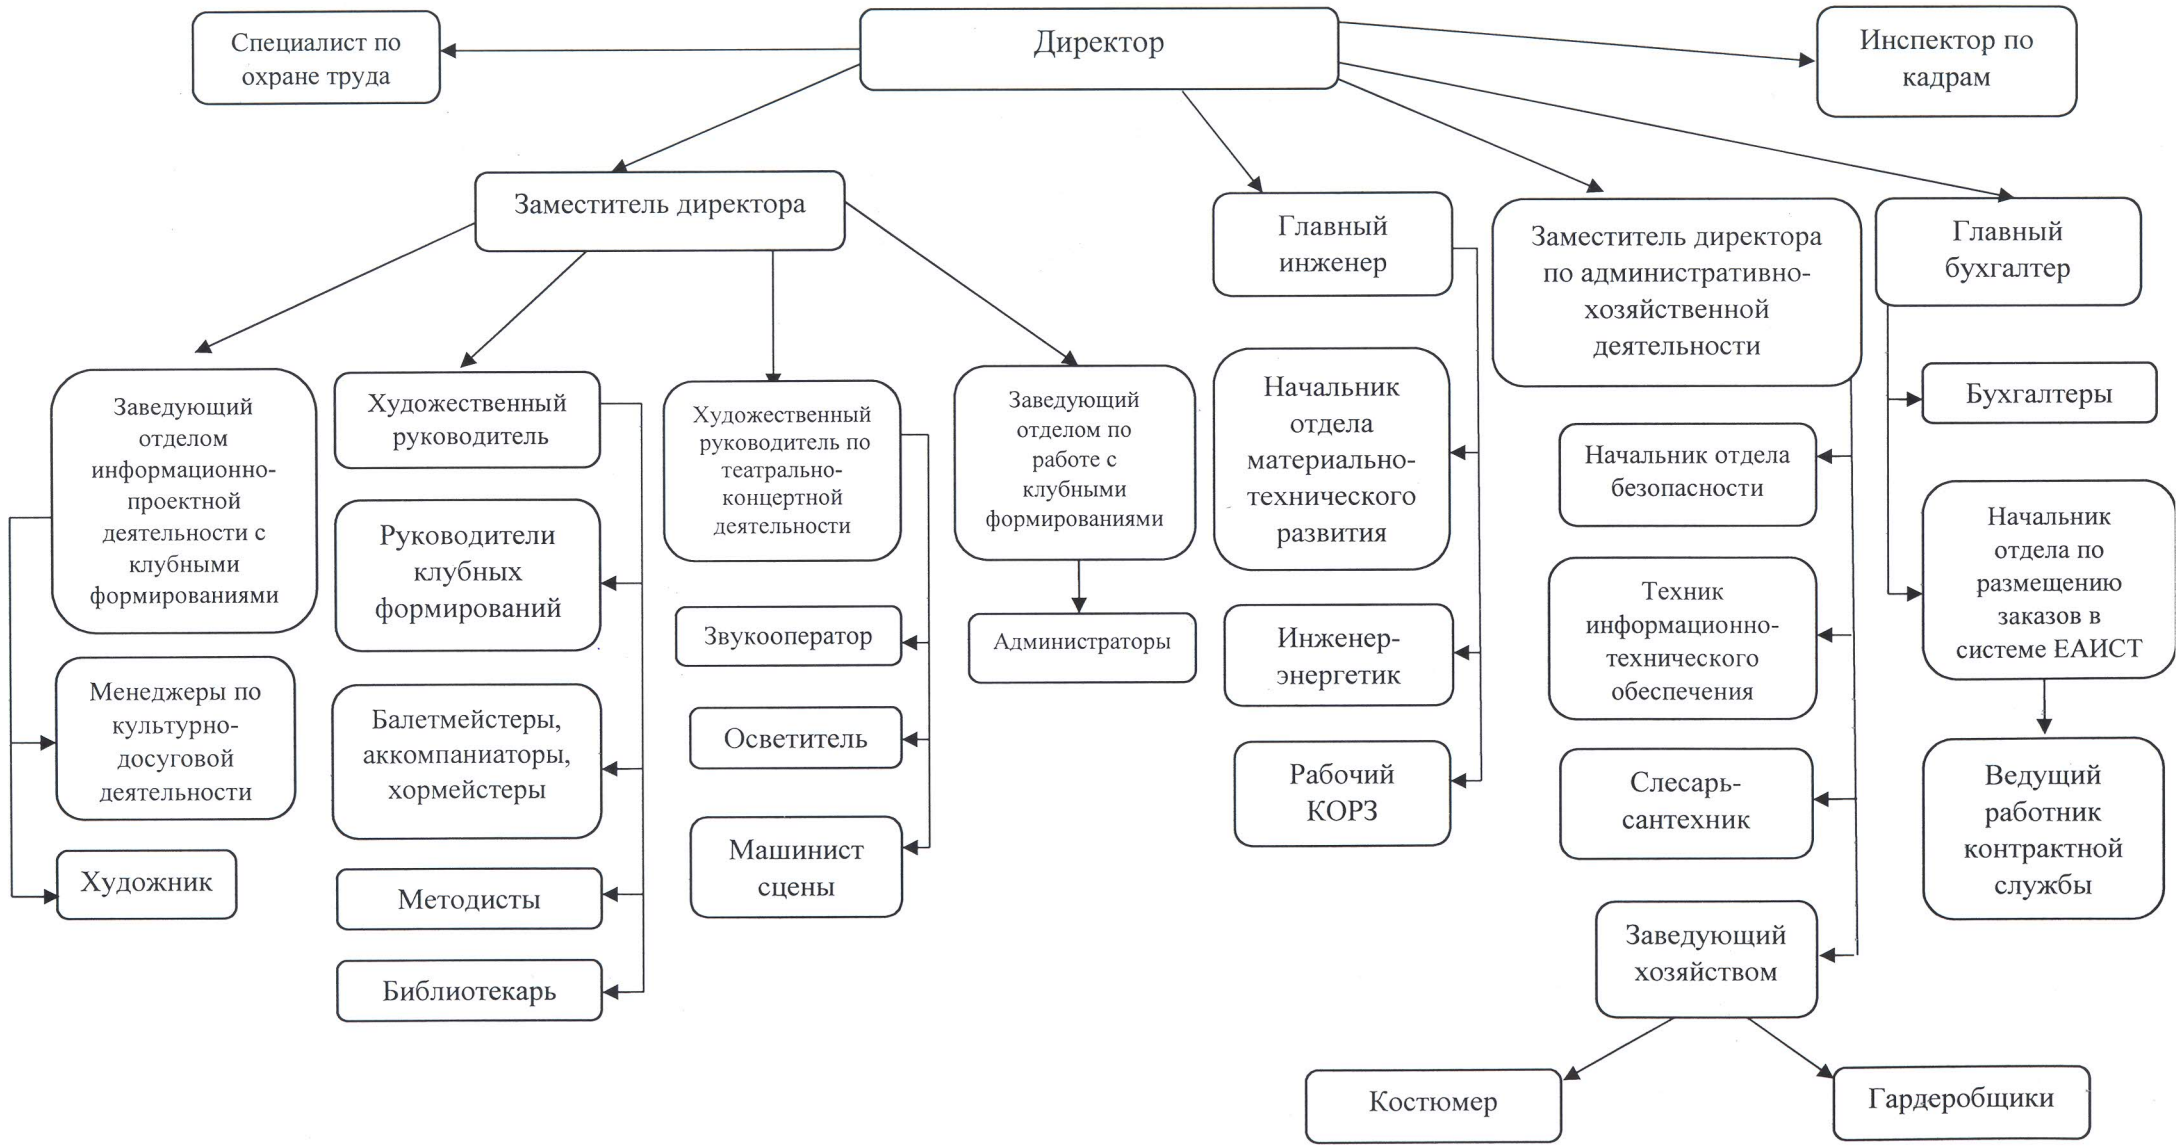 Специалист по
охране труда
Директор
Инспектор по
кадрам
Заместитель директора
Главный
инженер
Заместитель директора
по административно-
хозяйственной
деятельности
Главный
бухгалтер
Заведующий
отделом
информационно-
проектной
деятельности с
клубными
формированиями
Менеджеры по
культурно-
досуговой
деятельности
Художник
Художественный
руководитель
Руководители
клубных
формирований
Балетмейстеры,
аккомпаниаторы,
хормейстеры
Методисты
Библиотекарь
Художественный
руководитель по
театрально-
концертной
деятельности
Звукооператор
Осветитель
Машинист
сцены
Заведующий
отделом по
работе с
клубными
формированиями
Администраторы
Начальник
отдела
материально-
технического
развития
Инженер-
энергетик
Рабочий
КОРЗ
Начальник отдела
безопасности
Техник
информационно-
технического
обеспечения
Слесарь-
сантехник
Заведующий
хозяйством
Костюмер
Гардеробщики
Бухгалтеры
Начальник
отдела по
размещению
заказов в
системе ЕАИСТ
Ведущий
работник
контрактной
службы